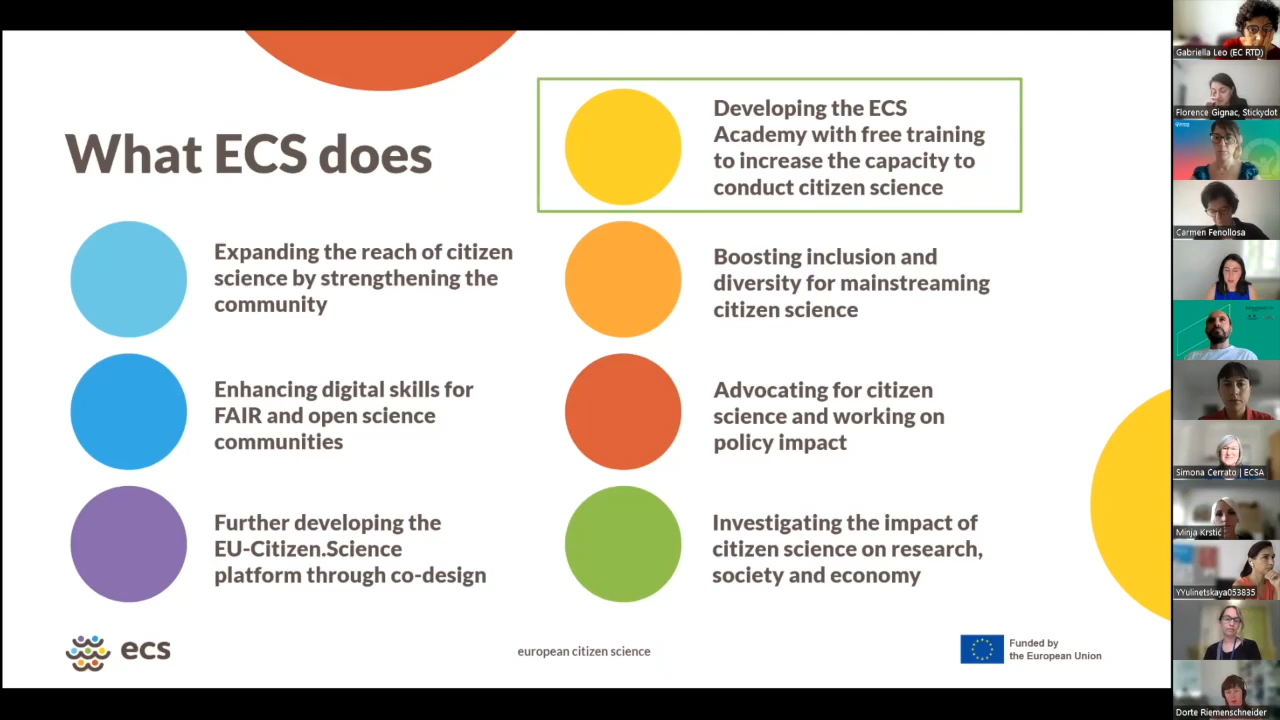 What ECS does
Expanding the reach of citizen
science by strengthening the
community
Enhancing digital skills for
FAIR and open science
communities
Further developing the
EU-Citizen.Science
platform through co-design
Developing the ECS
Academy with free training
to increase the capacity to
conduct citizen science
Boosting inclusion and
diversity for mainstreaming
citizen science
Advocating for citizen
science and working on
policy impact
Investigating the impact of
citizen science on research,
society and economy
ecs
european citizen science
Funded by
the European Union
Gabriella Leo (EC RTD)
Florence Gignac, Stickydot
Carmen Fenollosa
Simona Cerrato | ECSA
Minja Krstić
YYulinetskaya053835
Dorte Riemenschneider